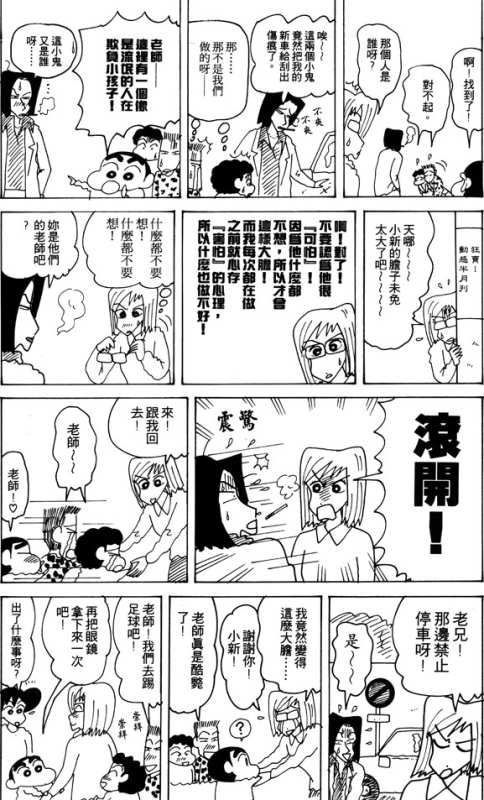 啊!找到了!
對不起。
那個人是
誰呀?
唉~
這兩個小鬼
竟然把我的
新車給刮出
傷痕了。
不爽
不爽
那……
那不是我們
做的呀。
老師—
這裡有一個像
是流氓的人在
欺負小孩子!
這小鬼
又是誰
呀…
狂賣
動感半月刊
天哪~~
小新的膽子未免
太大了吧~~~
啊!對了!
不要認爲他很
『可怕』!
因爲他什麼都
不想,所以才會
這樣大膽!
而我每次都在做
之前就心存
『害怕』的心理,
所以什麼也做不好!
什麼都不要
想!
什麼都不要
想!
妳是他們
的老師吧
?
滾開!
驚
震
來!
跟我回
去!
老師~~
老師!♡
老兄!
那邊禁止
停車呀!
是~
我竟然變得
這麼大膽…
謝謝你!
小新!
?
老師真是酷斃
了!
崇拜
老師!我們去踢
足球吧!
崇拜
再把眼鏡
拿下來一次
吧!
出了什麼事呀?